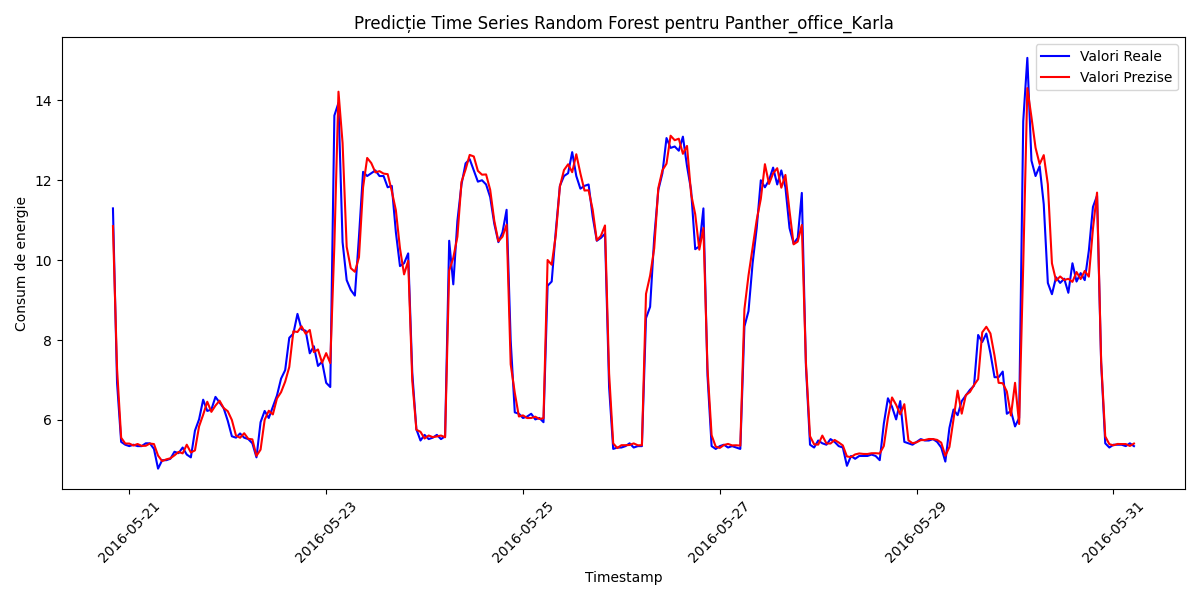 Predicție Time Series Random Forest pentru Panther_office_Karla
Valori Reale
Valori Prezise
Consum de energie
14
12
10
8
6
2016-05-21
2016-05-23
2016-05-25
2016-05-27
2016-05-29
2016-05-31
Timestamp